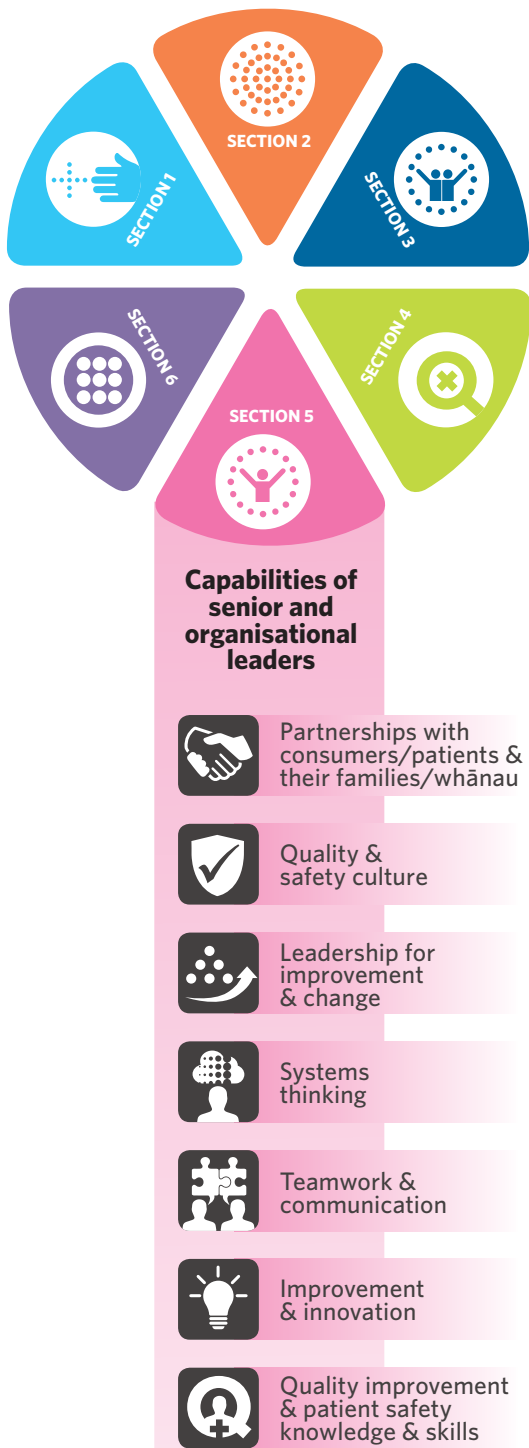 SECTION 1
SECTION 2
SECTION 3
SECTION 4
SECTION 5
SECTION 6
Capabilities of
senior and
organisational
leaders
Partnerships with
consumers/patients &
their families/whānau
Quality &
safety culture
Leadership for
improvement
& change
Systems
thinking
Teamwork &
communication
Improvement
& innovation
Quality improvement
& patient safety
knowledge & skills